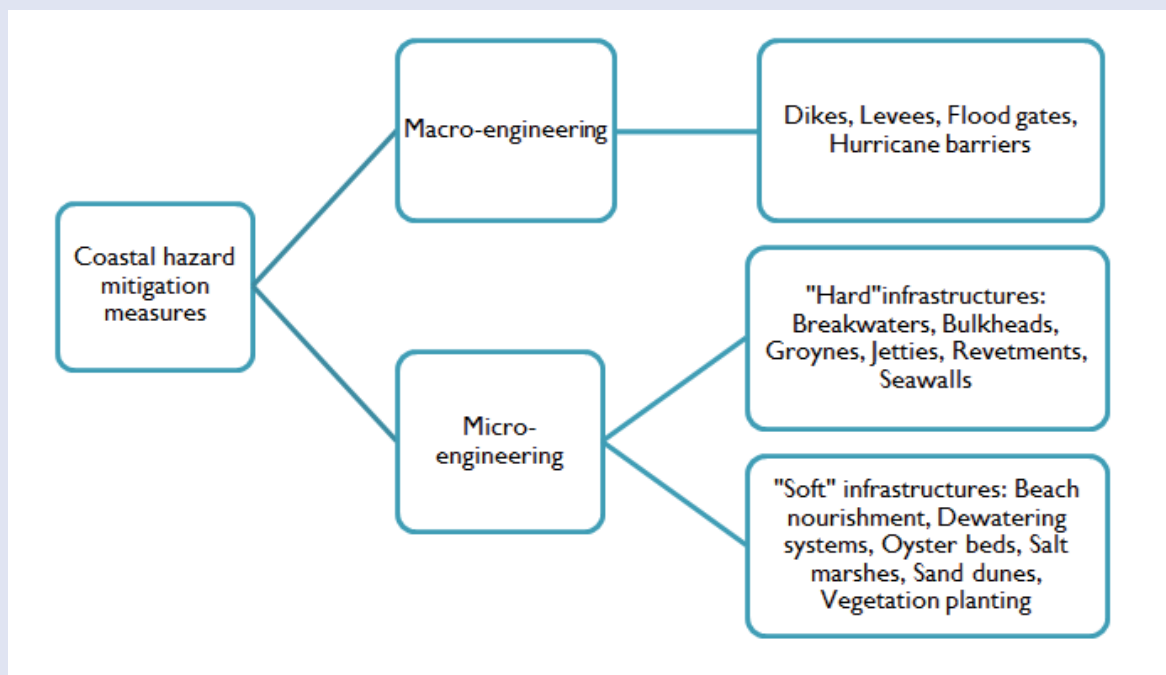 Coastal hazard
mitigation
measures
Macro-engineering
Dikes, Levees, Flood gates,
Hurricane barriers
Micro-
engineering
"Hard"infrastructures:
Breakwaters, Bulkheads,
Groynes, Jetties, Revetments,
Seawalls
"Soft" infrastructures: Beach
nourishment, Dewatering
systems, Oyster beds, Salt
marshes, Sand dunes,
Vegetation planting